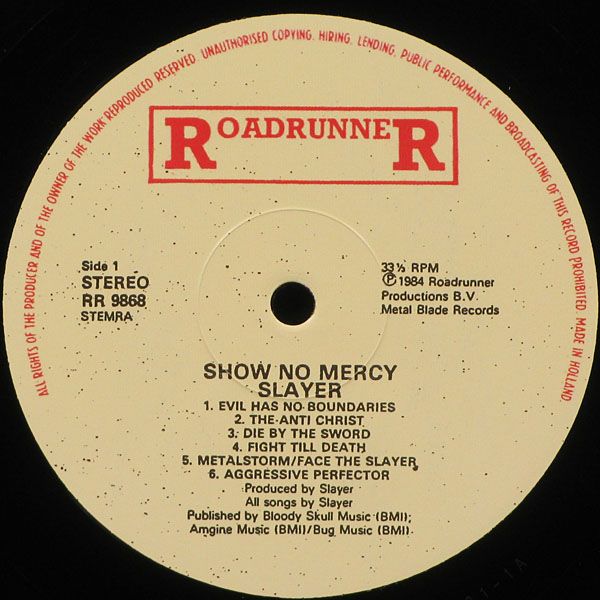 ALL RIGHTS OF THE PRODUCER AND OF THE OWNER OF THE WORK REPRODUCED RESERVED. UNAUTHORISED COPYING, HIRING, LENDING, PUBLIC PERFORMANCE AND BROADCASTING OF THIS RECORD PROHIBITED. MADE IN HOLLAND
ROADRUNNER
Side 1
STEREO
RR 9868
STEMRA
33⅓ RPM
Ⓟ1984 Roadrunner
Productions B.V.
Metal Blade Records
SHOW NO MERCY
SLAYER
1. EVIL HAS NO BOUNDARIES
2. THE ANTI CHRIST
3. DIE BY THE SWORD
4. FIGHT TILL DEATH
5. METALSTORM/FACE THE SLAYER
6. AGGRESSIVE PERFECTOR
Produced by Slayer
All songs by Slayer
Published by Bloody Skull Music (BMI);
Amgine Music (BMI)/Bug Music (BMI)